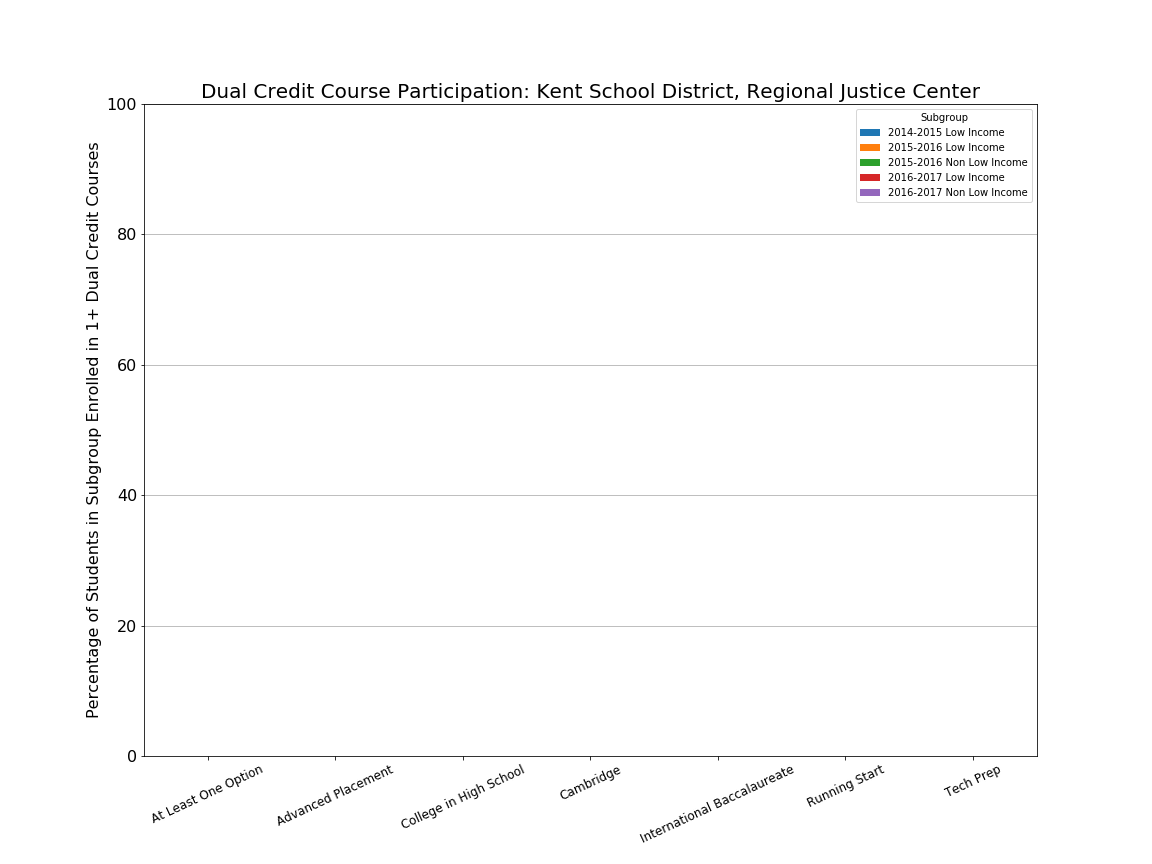 Dual Credit Course Participation: Kent School District, Regional Justice Center
Percentage of Students in Subgroup Enrolled in 1+ Dual Credit Courses
100
80
60
40
20
0
Subgroup
2014-2015 Low Income
2015-2016 Low Income
2015-2016 Non Low Income
2016-2017 Low Income
2016-2017 Non Low Income
At Least One Option
Advanced Placement
College in High School
Cambridge
International Baccalaureate
Running Start
Tech Prep